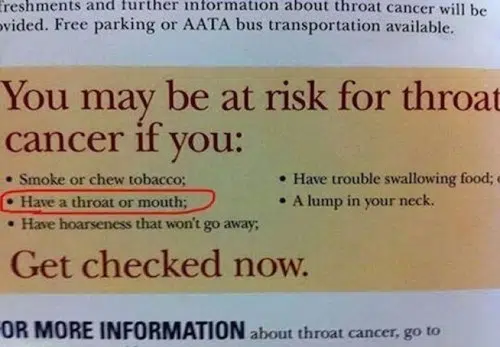 freshments and further information about throat cancer will be
ovided. Free parking or AATA bus transportation available.
You may be at risk for throat
cancer if you:
• Smoke or chew tobacco;
• Have a throat or mouth;
• Have hoarseness that won't go away;
• Have trouble swallowing food;
• A lump in your neck.
Get checked now.
OR MORE INFORMATION about throat cancer, go to